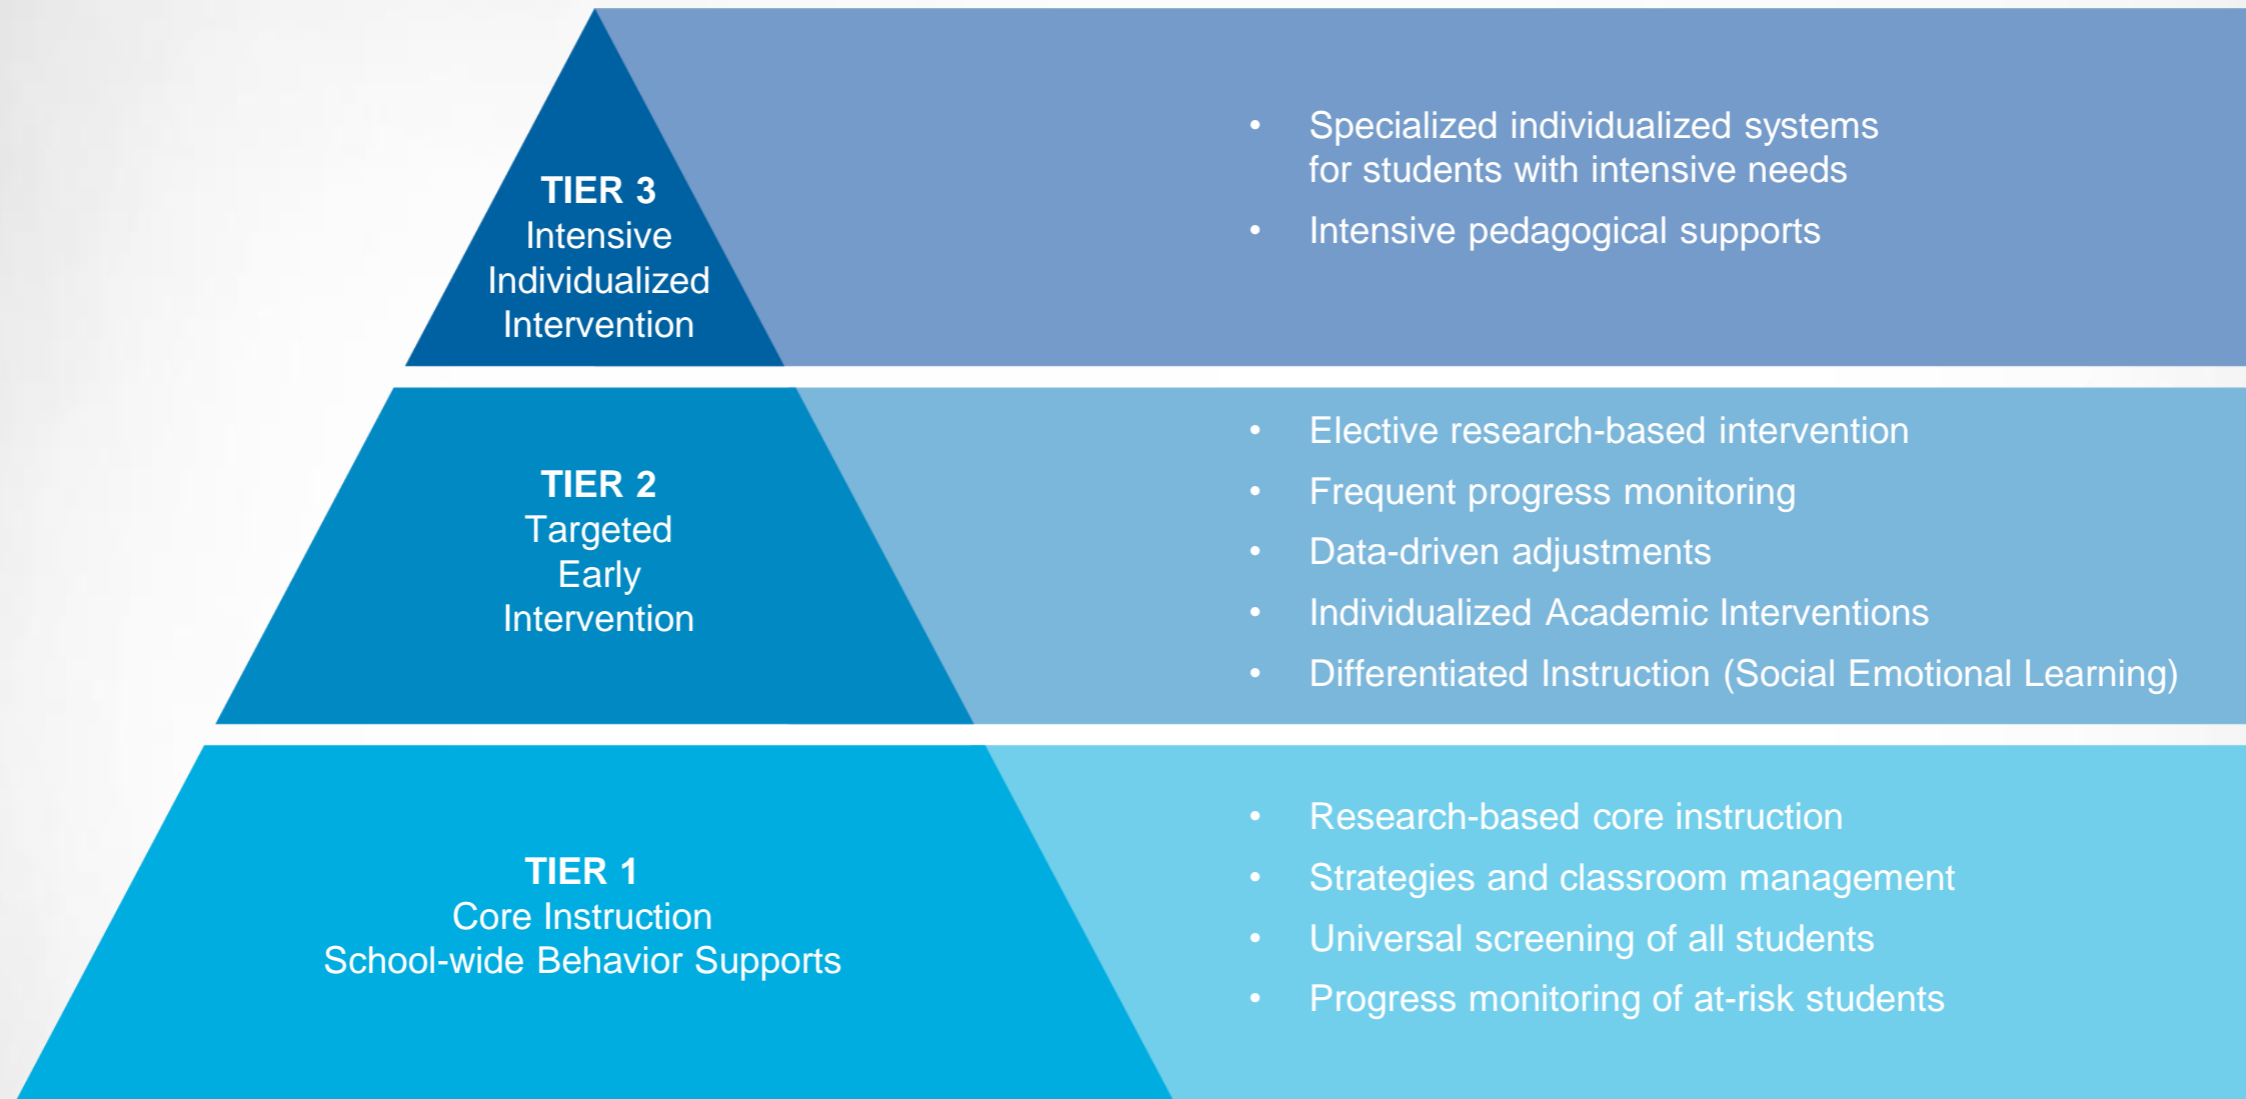 TIER 3
Intensive
Individualized
Intervention
• Specialized individualized systems
for students with intensive needs
• Intensive pedagogical supports
TIER 2
Targeted
Early
Intervention
• Elective research-based intervention
• Frequent progress monitoring
• Data-driven adjustments
• Individualized Academic Interventions
• Differentiated Instruction (Social Emotional Learning)
TIER 1
Core Instruction
School-wide Behavior Supports
• Research-based core instruction
• Strategies and classroom management
• Universal screening of all students
• Progress monitoring of at-risk students